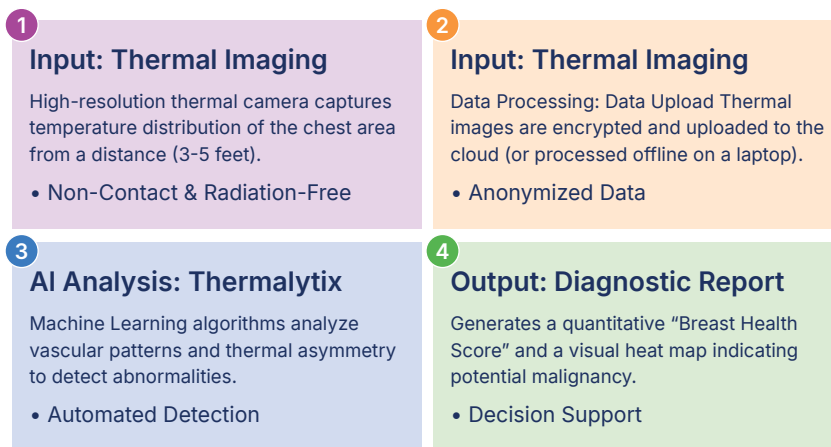 1
Input: Thermal Imaging
High-resolution thermal camera captures
temperature distribution of the chest area
from a distance (3-5 feet).
• Non-Contact & Radiation-Free
2
Input: Thermal Imaging
Data Processing: Data Upload Thermal
images are encrypted and uploaded to the
cloud (or processed offline on a laptop).
• Anonymized Data
3
AI Analysis: Thermalytix
Machine Learning algorithms analyze
vascular patterns and thermal asymmetry
to detect abnormalities.
• Automated Detection
4
Output: Diagnostic Report
Generates a quantitative “Breast Health
Score” and a visual heat map indicating
potential malignancy.
• Decision Support